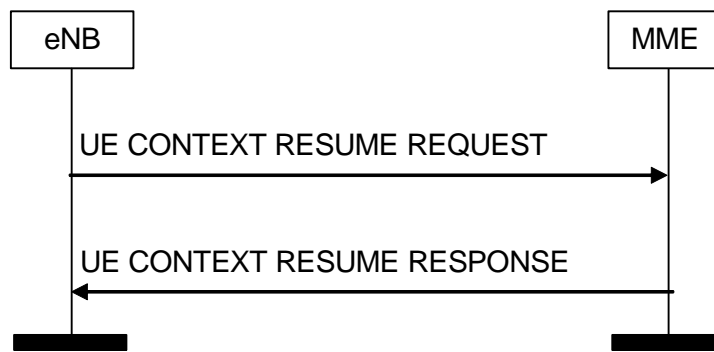 eNB
MME
UE CONTEXT RESUME REQUEST
UE CONTEXT RESUME RESPONSE